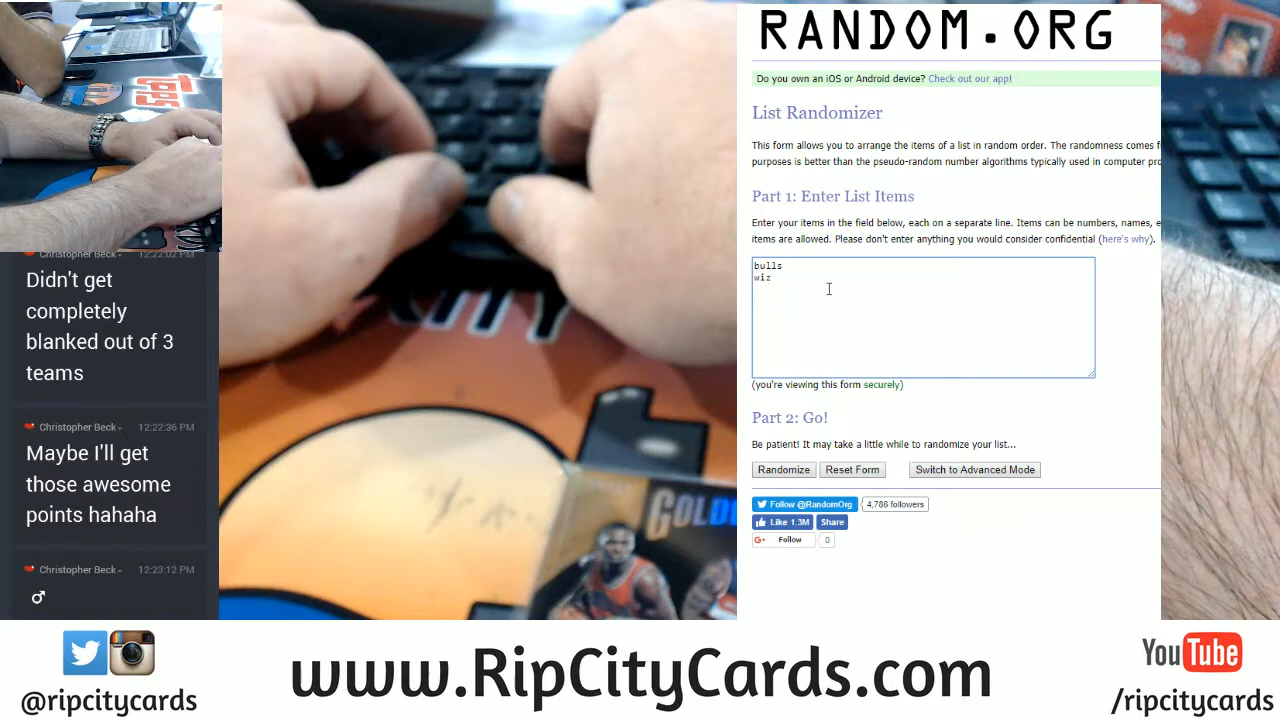 RANDOM.ORG
Do you own an iOS or Android device? Check out our app!
List Randomizer
This form allows you to arrange the items of a list in random order. The randomness comes f
purposes is better than the pseudo-random number algorithms typically used in computer pro
Part 1: Enter List Items
Enter your items in the field below, each on a separate line. Items can be numbers, names, e
items are allowed. Please don't enter anything you would consider confidential (here's why).
bulls
wiz
(you're viewing this form securely)
Part 2: Go!
Be patient! It may take a little while to randomize your list...
Randomize Reset Form Switch to Advanced Mode
Follow @RandomOrg 4,786 followers
Like 1.3M Share
G+ Follow 0
Christopher Beck 12:22:02 PM
Didn't get
completely
blanked out of 3
teams
Christopher Beck 12:22:36 PM
Maybe I'll get
those awesome
points hahaha
Christopher Beck 12:23:12 PM
♂
CITY
GOLD
@ripcitycards
www.RipCityCards.com
YouTube
/ripcitycards